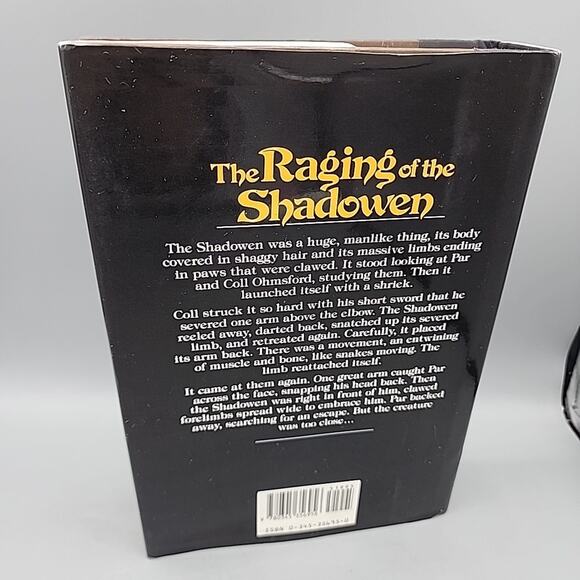 The Raging of the
Shadowen
The Shadowen was a huge, manlike thing, its body
covered in shaggy hair and its massive limbs ending
in paws that were clawed. It stood looking at Par
and Coll Ohmsford, studying them. Then it
launched itself with a shriek.
Coll struck it so hard with his short sword that he
severed one arm above the elbow. The Shadowen
reeled away, darted back, snatched up its severed
limb, and retreated again. Carefully, it placed
its arm back. There was a movement, an entwining
of muscle and bone, like snakes moving. The
limb reattached itself.
It came at them again. One great arm caught Par
across the face, snapping his head back. Then
the Shadowen was right in front of him, clawed
forelimbs spread wide to embrace him. Par backed
away, searching for an escape. But the creature
was too close...